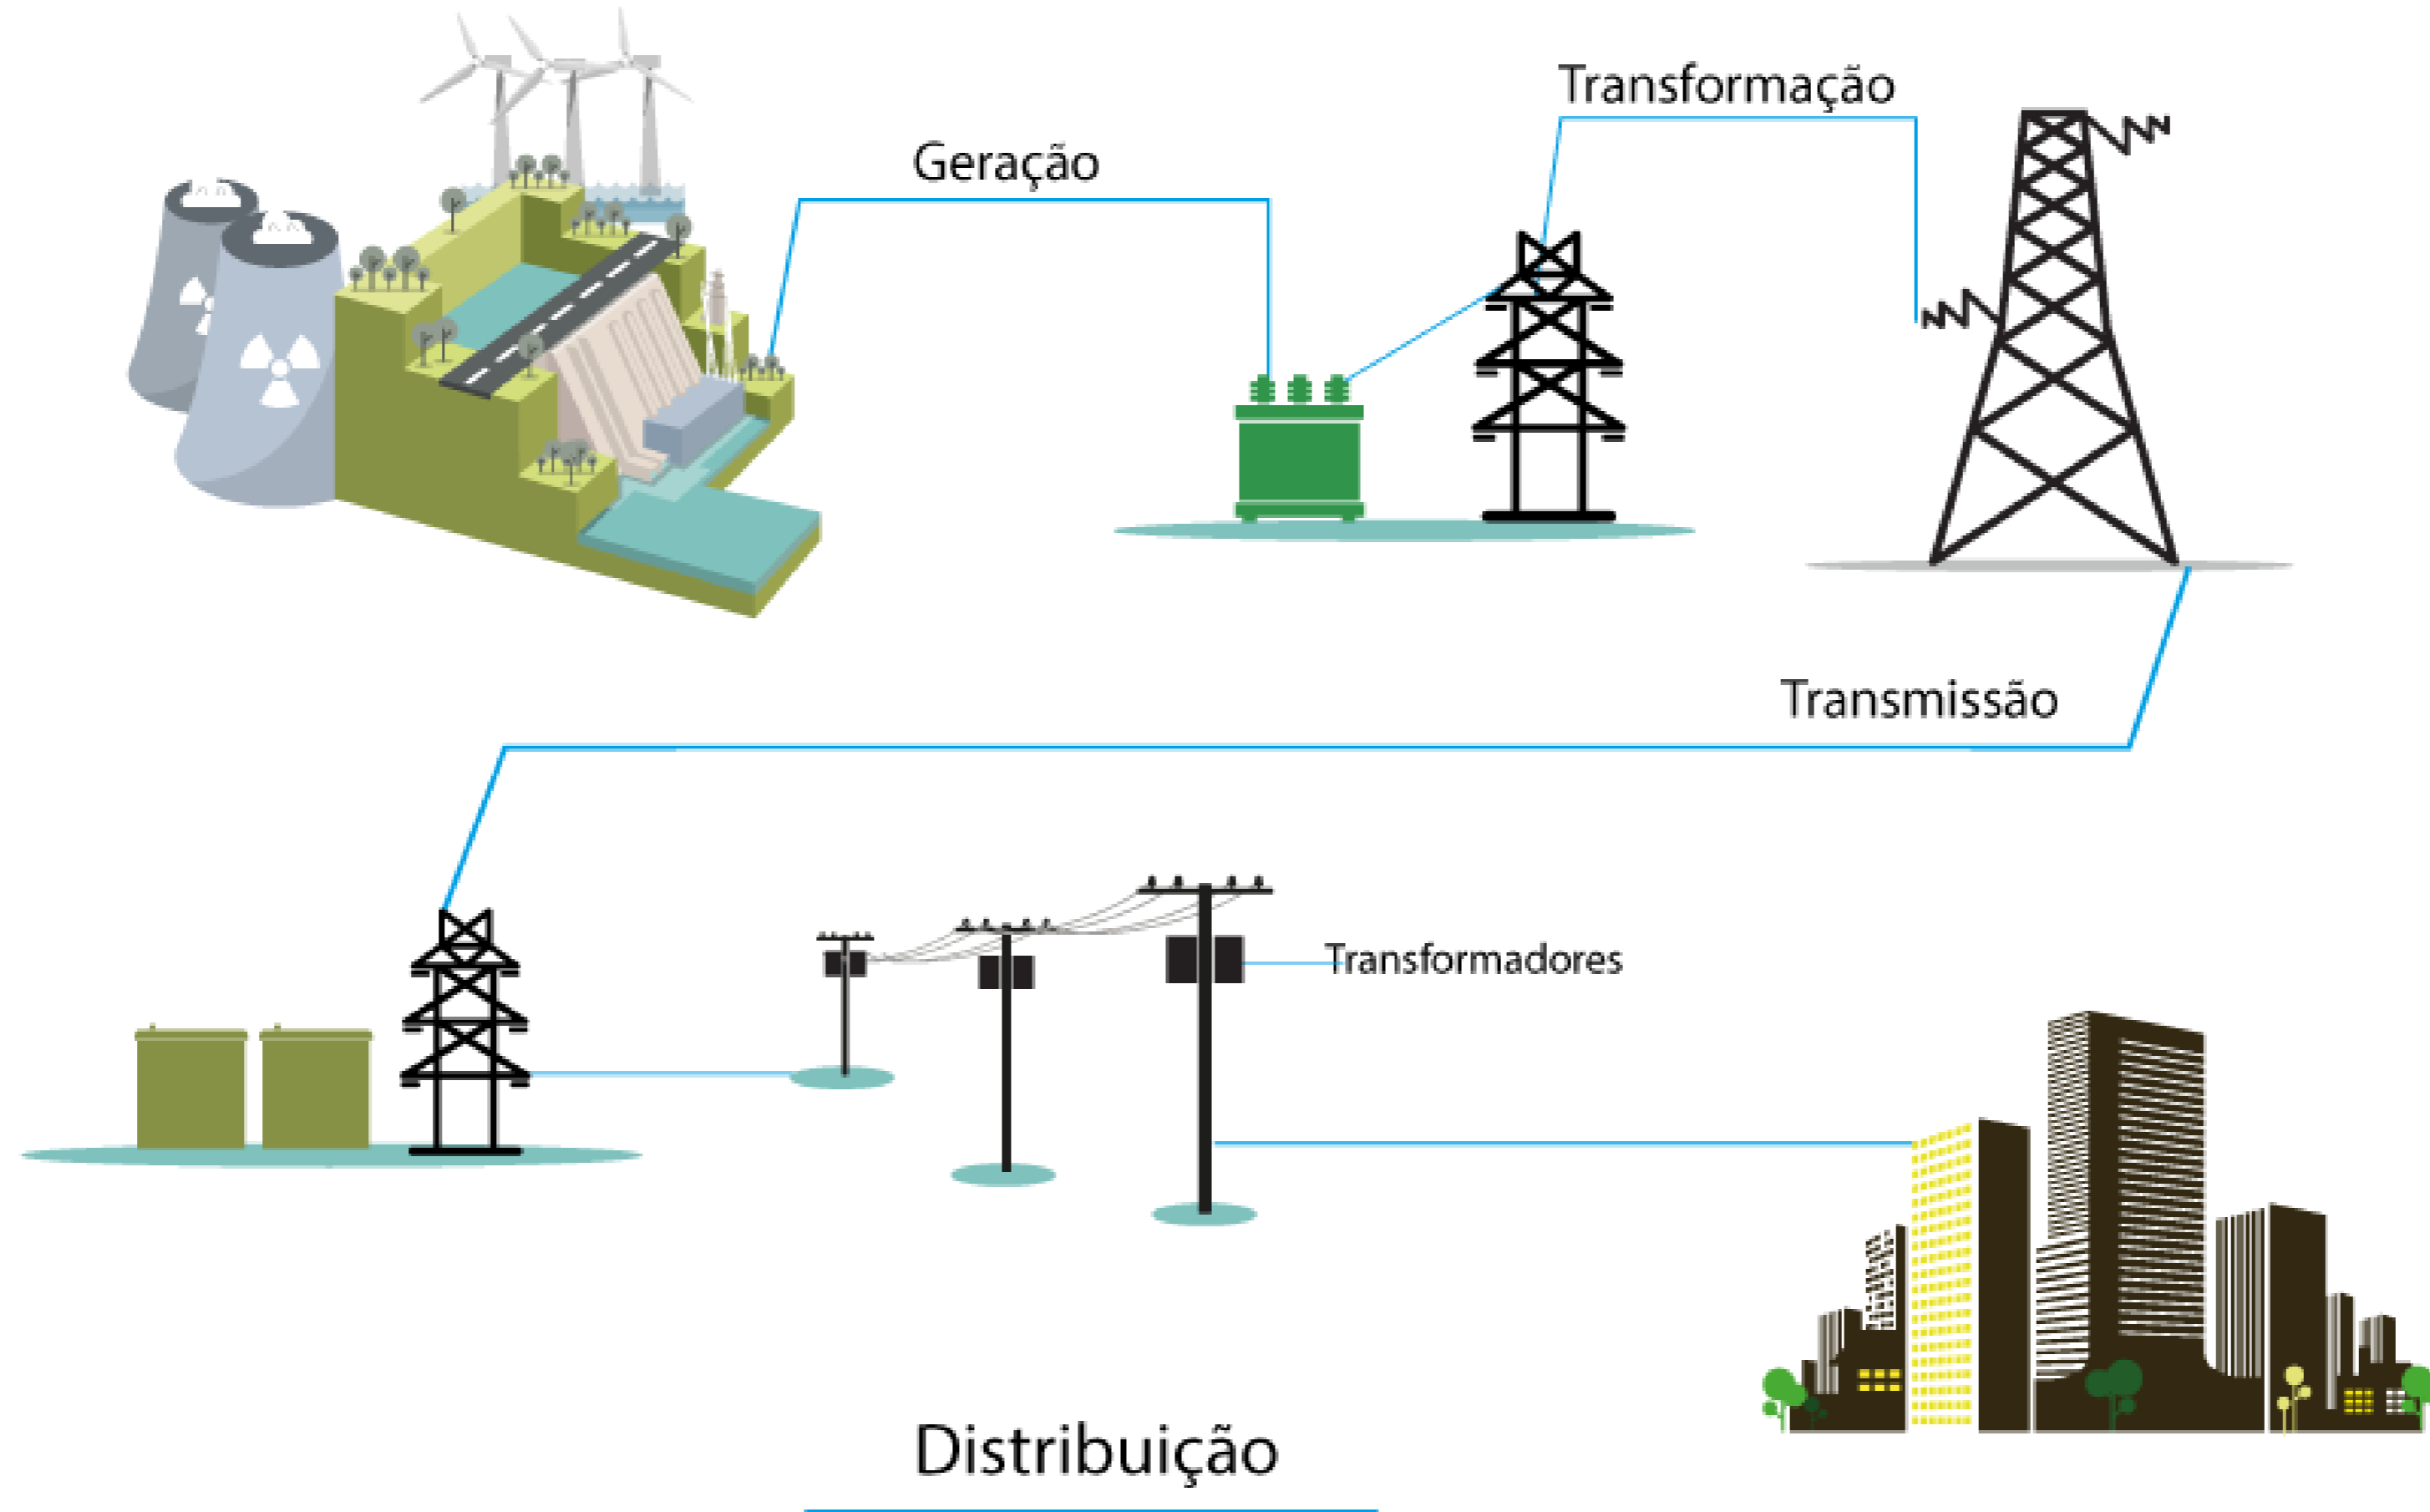 Transformação
Geração
Transmissão
Transformadores
Distribuição